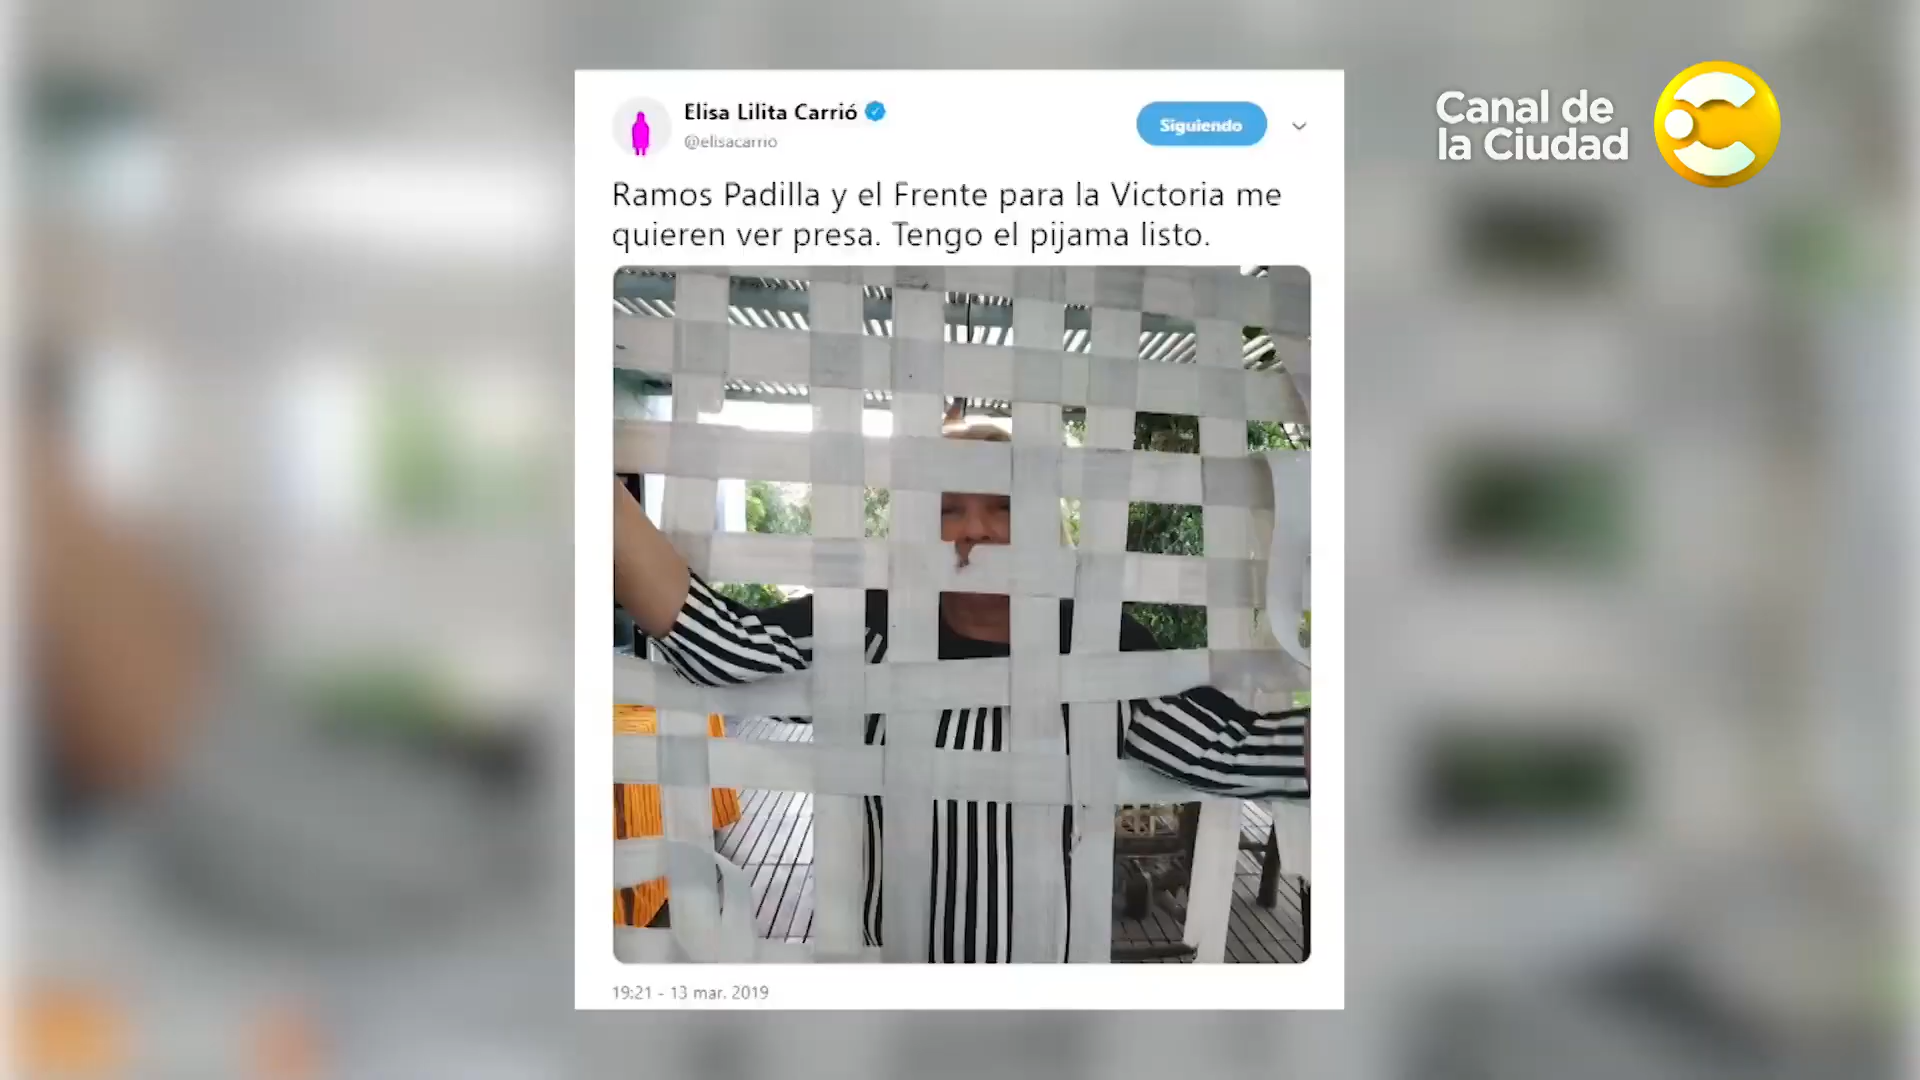 Elisa Lilita Carrió
@elisacarrio
Siguiendo
Canal de
la Ciudad
Ramos Padilla y el Frente para la Victoria me
quieren ver presa. Tengo el pijama listo.
19:21 - 13 mar. 2019